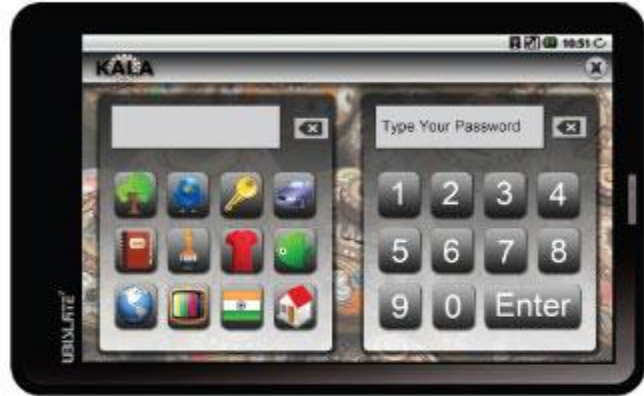 10:51
KALA
Type Your Password
1 2 3 4
5 6 7 8
9 0 Enter
UBISLATE